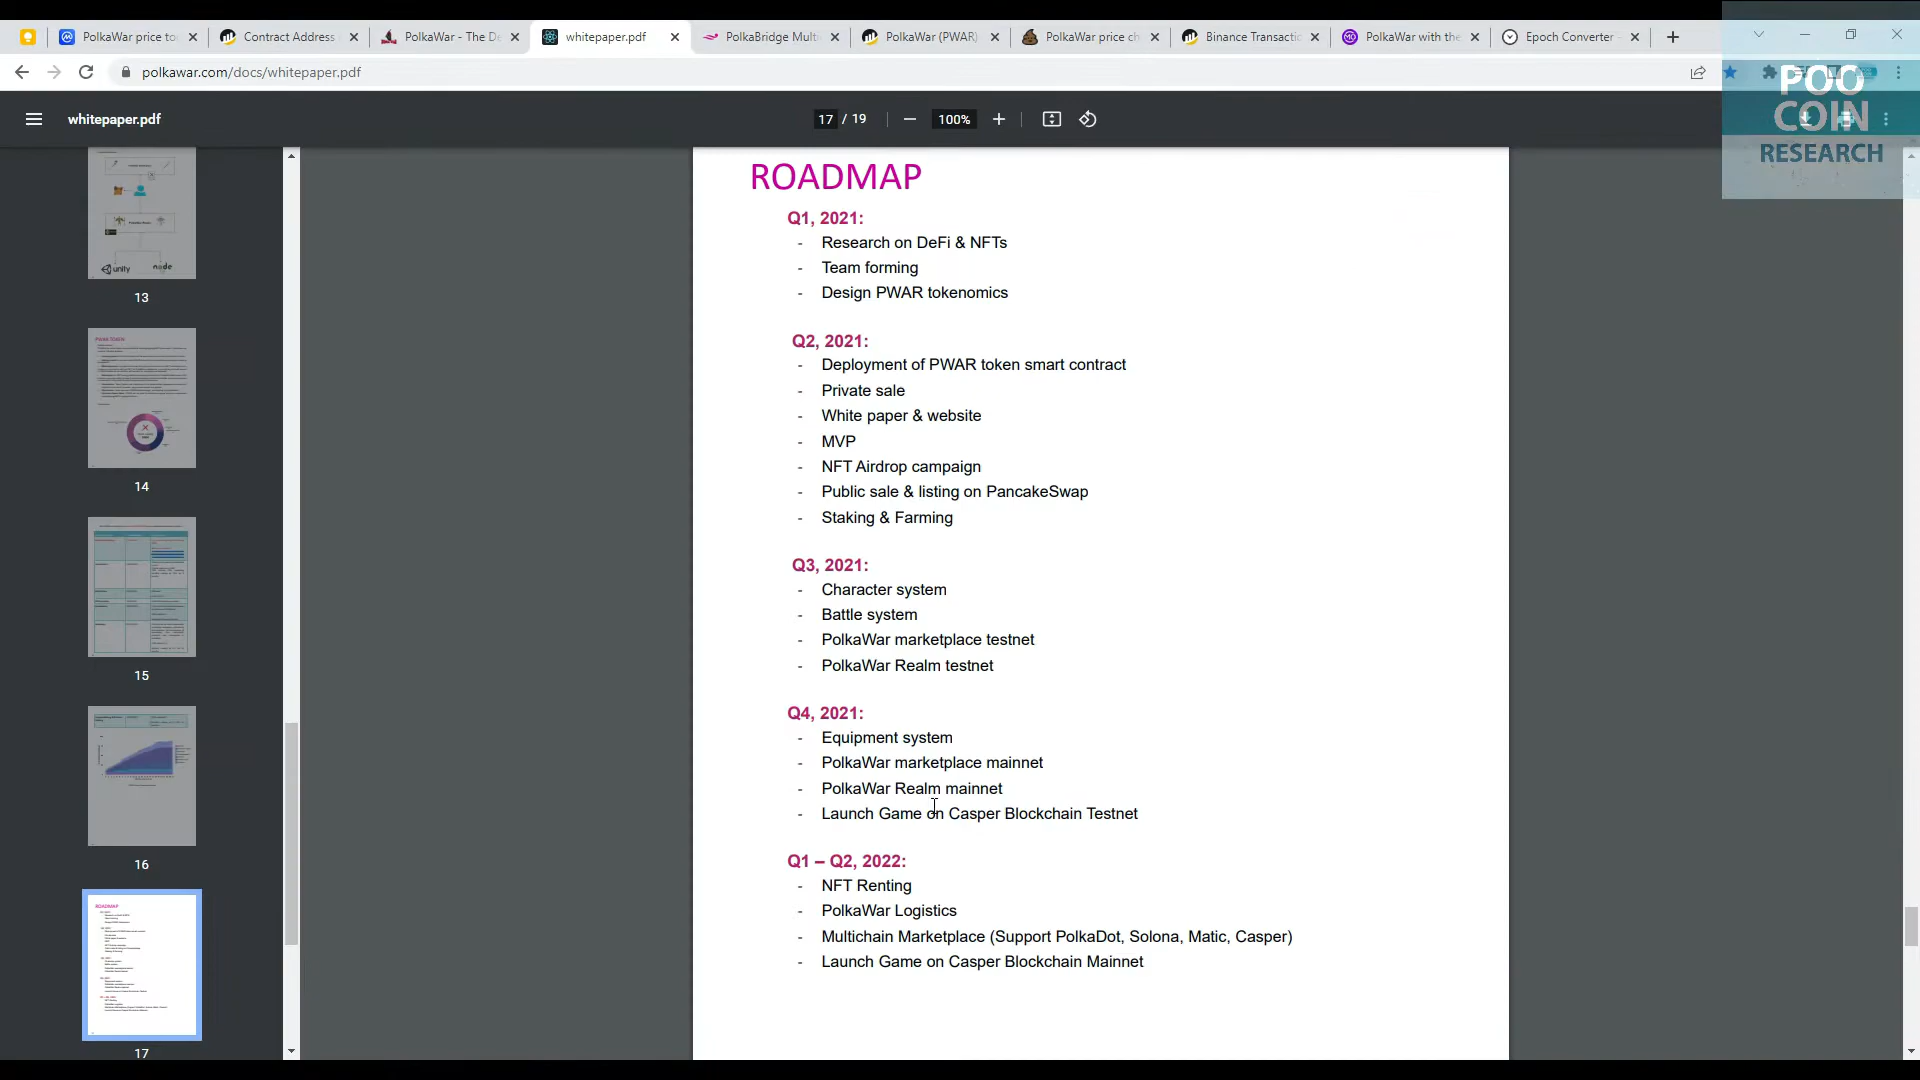 PolkaWar price to
Contract Address
PolkaWar - The De
whitepaper.pdf
PolkaBridge Multi
PolkaWar (PWAR)
PolkaWar price ch
Binance Transactio
PolkaWar with the
Epoch Converter
polkawar.com/docs/whitepaper.pdf
whitepaper.pdf
17 / 19
100%
POO
COIN
RESEARCH
unity
node
13
14
15
16
ROADMAP
17
ROADMAP
Q1, 2021:
- Research on DeFi & NFTs
- Team forming
- Design PWAR tokenomics
Q2, 2021:
- Deployment of PWAR token smart contract
- Private sale
- White paper & website
- MVP
- NFT Airdrop campaign
- Public sale & listing on PancakeSwap
- Staking & Farming
Q3, 2021:
- Character system
- Battle system
- PolkaWar marketplace testnet
- PolkaWar Realm testnet
Q4, 2021:
- Equipment system
- PolkaWar marketplace mainnet
- PolkaWar Realm mainnet
- Launch Game on Casper Blockchain Testnet
Q1 – Q2, 2022:
- NFT Renting
- PolkaWar Logistics
- Multichain Marketplace (Support PolkaDot, Solona, Matic, Casper)
- Launch Game on Casper Blockchain Mainnet